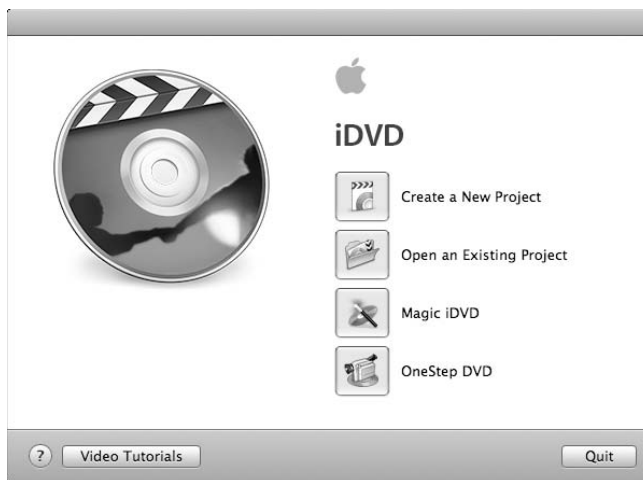 iDVD
Create a New Project
Open an Existing Project
Magic iDVD
OneStep DVD
? Video Tutorials Quit